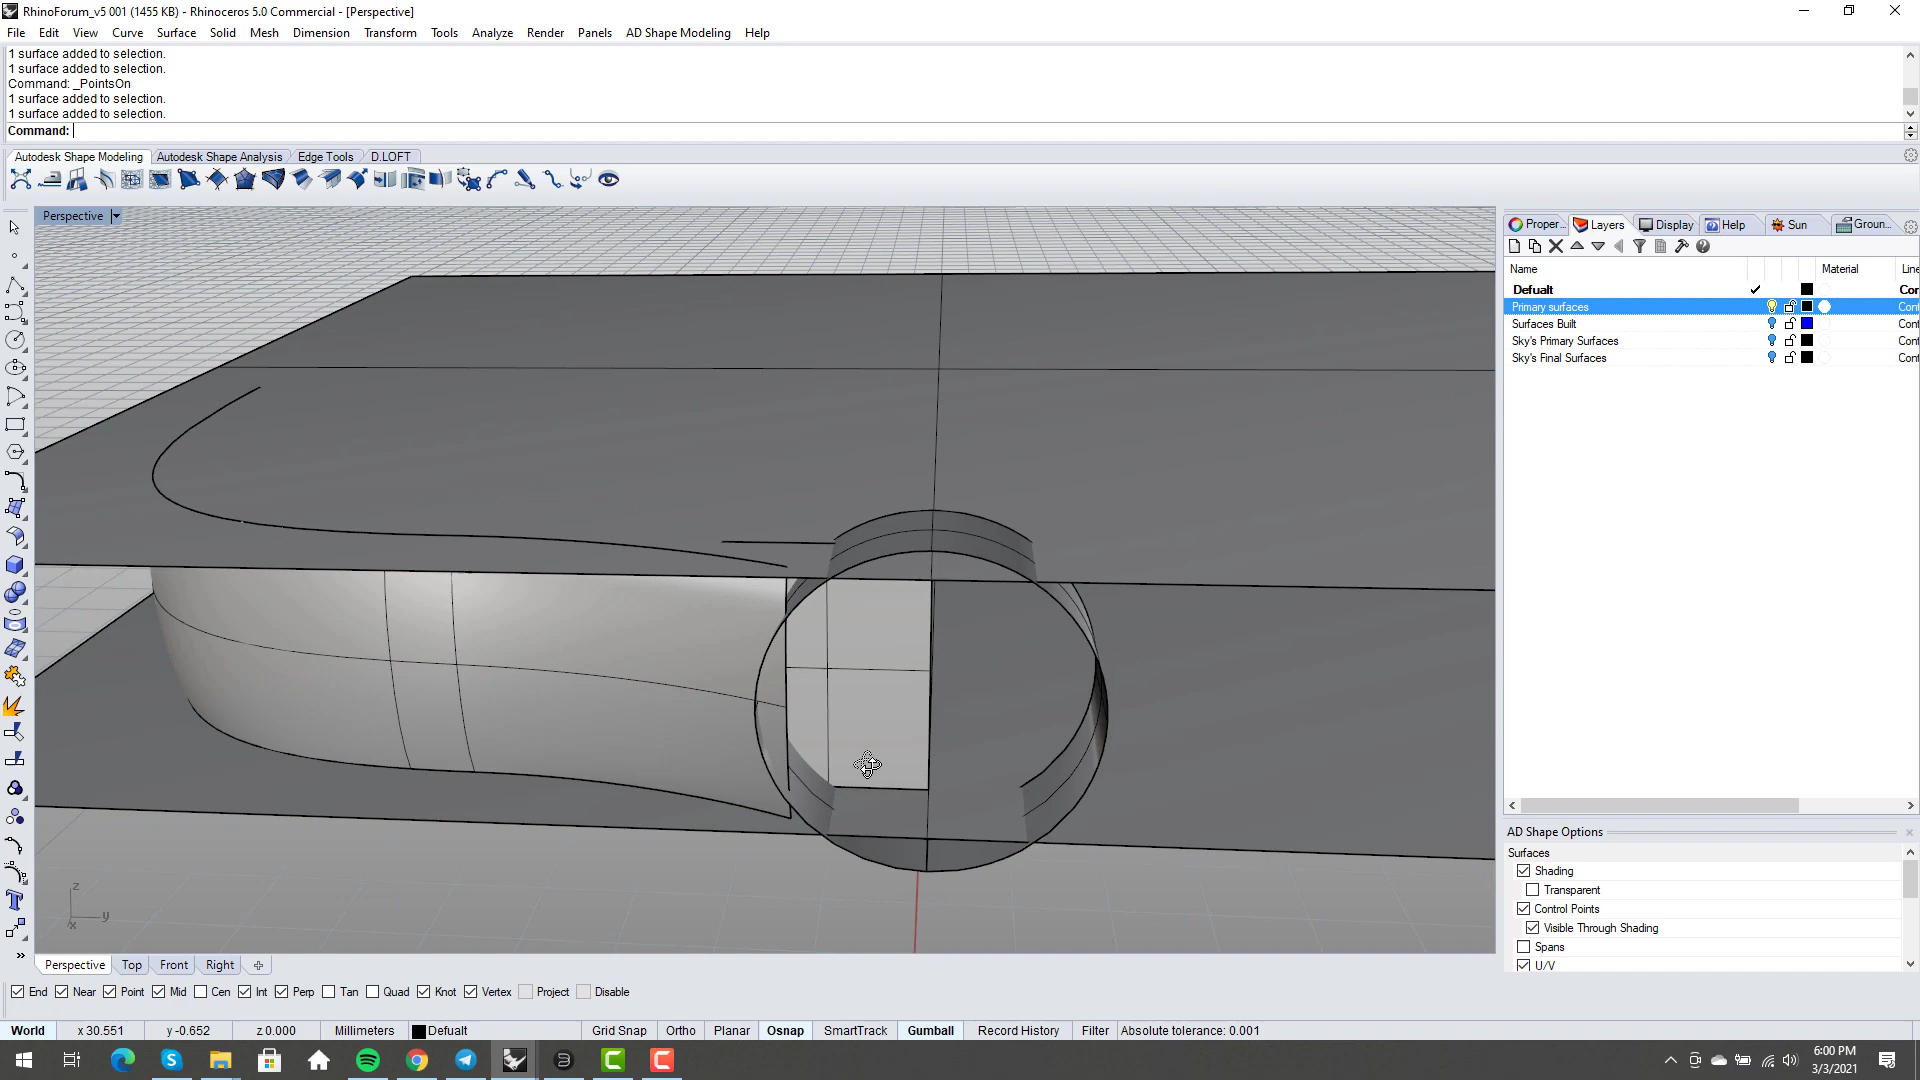 RhinoForum_v5 001 (1455 KB) - Rhinoceros 5.0 Commercial - [Perspective]
File Edit View Curve Surface Solid Mesh Dimension Transform Tools Analyze Render Panels AD Shape Modeling Help
1 surface added to selection.
1 surface added to selection.
Command: _PointsOn
1 surface added to selection.
1 surface added to selection.
Command:
Autodesk Shape Modeling Autodesk Shape Analysis Edge Tools D.LOFT
Perspective
Proper... Layers Display Help Sun Groun...
Name Material Line
Defualt Cor
Primary surfaces Cont
Surfaces Built Cont
Sky's Primary Surfaces Cont
Sky's Final Surfaces Cont
AD Shape Options
Surfaces
Shading
Transparent
Control Points
Visible Through Shading
Spans
U/V
z
y
x
Perspective Top Front Right
End Near Point Mid Cen Int Perp Tan Quad Knot Vertex Project Disable
World x 30.551 y -0.652 z 0.000 Millimeters Defualt Grid Snap Ortho Planar Osnap SmartTrack Gumball Record History Filter Absolute tolerance: 0.001
6:00 PM
3/3/2021